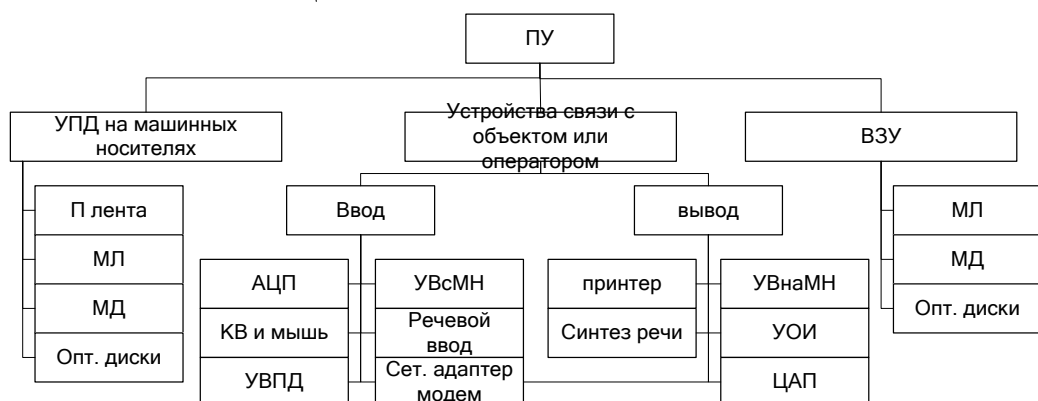 ПУ
УПД на машинных
носителях
Устройства связи с
объектом или
оператором
ВЗУ
П лента
МЛ
МД
Опт. диски
Ввод
вывод
АЦП
КВ и мышь
УВПД
УВсМН
Речевой
ввод
Сет. адаптер
модем
принтер
Синтез речи
УВнаМН
УОИ
ЦАП
МЛ
МД
Опт. диски